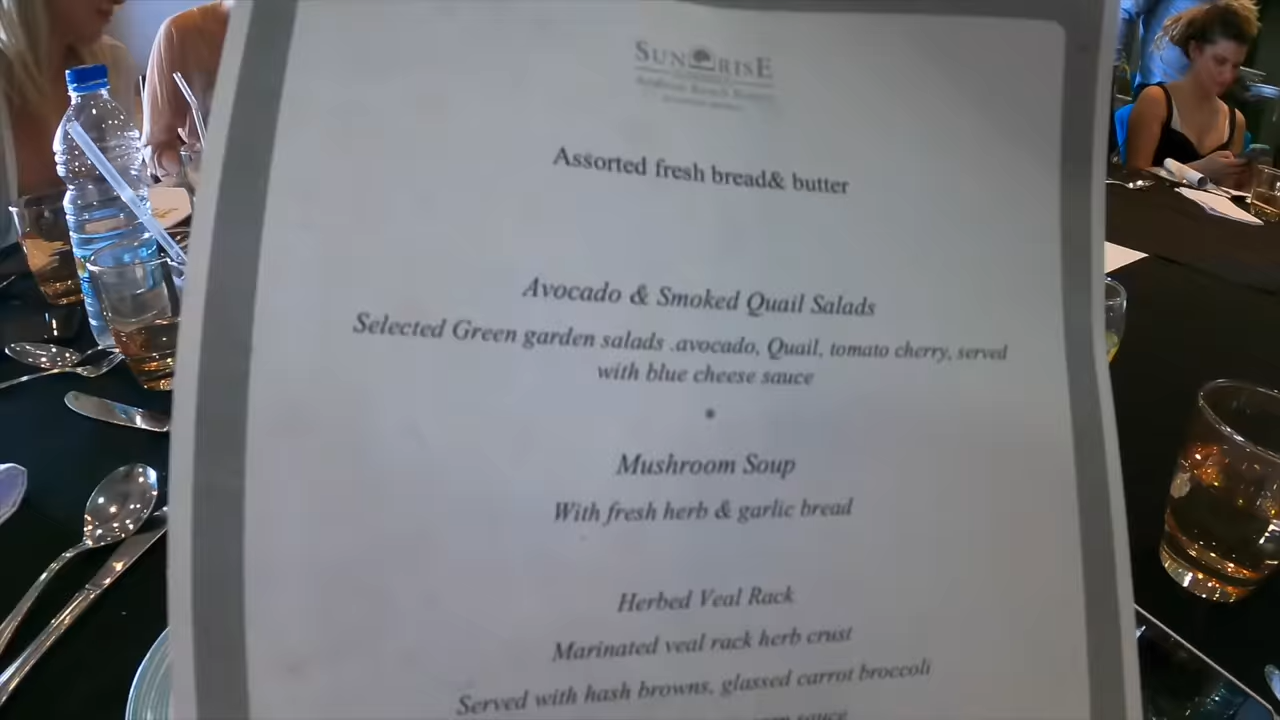 SUNRISE
Assorted fresh bread& butter
Avocado & Smoked Quail Salads
Selected Green garden salads .avocado, Quail, tomato cherry, served
with blue cheese sauce
•
Mushroom Soup
With fresh herb & garlic bread
Herbed Veal Rack
Marinated veal rack herb crust
Served with hash browns, glassed carrot broccoli
sauce